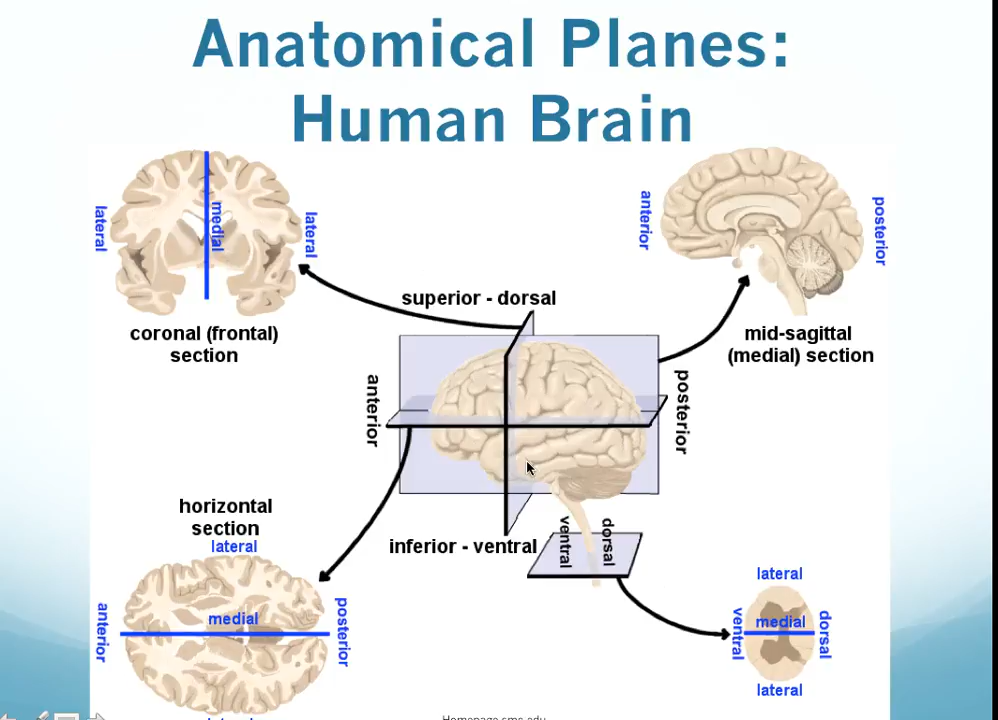 Anatomical Planes:
Human Brain
lateral
medial
lateral
coronal (frontal)
section
anterior
posterior
mid-sagittal
(medial) section
superior - dorsal
anterior
posterior
inferior - ventral
ventral
dorsal
horizontal
section
lateral
anterior
medial
posterior
lateral
ventral
medial
dorsal
lateral